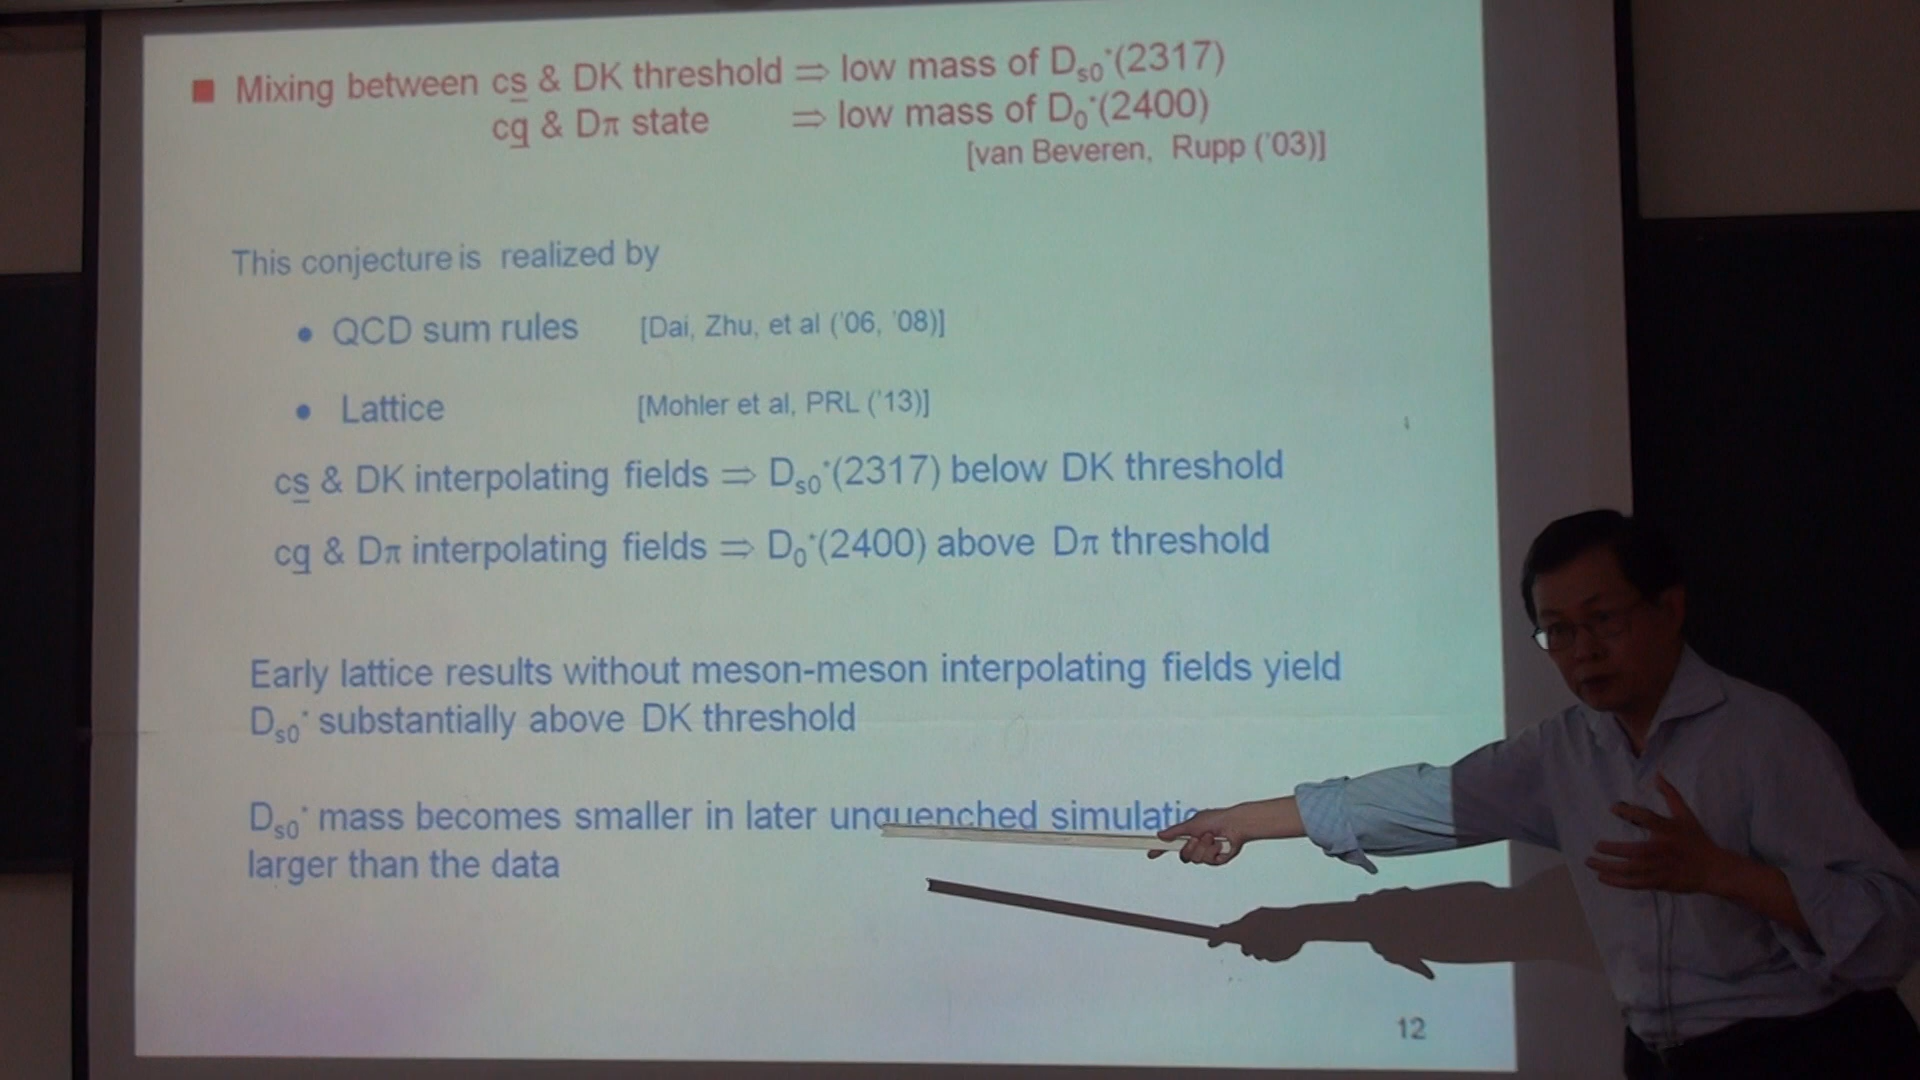 ■ Mixing between cs̲ & DK threshold ⇒ low mass of Dₛ₀*(2317)
cq̲ & Dπ state ⇒ low mass of D₀*(2400)
[van Beveren, Rupp ('03)]
This conjecture is realized by
• QCD sum rules [Dai, Zhu, et al ('06, '08)]
• Lattice [Mohler et al, PRL ('13)]
cs̲ & DK interpolating fields ⇒ Dₛ₀*(2317) below DK threshold
cq̲ & Dπ interpolating fields ⇒ D₀*(2400) above Dπ threshold
Early lattice results without meson-meson interpolating fields yield
Dₛ₀* substantially above DK threshold
Dₛ₀* mass becomes smaller in later unquenched
larger than the data
12